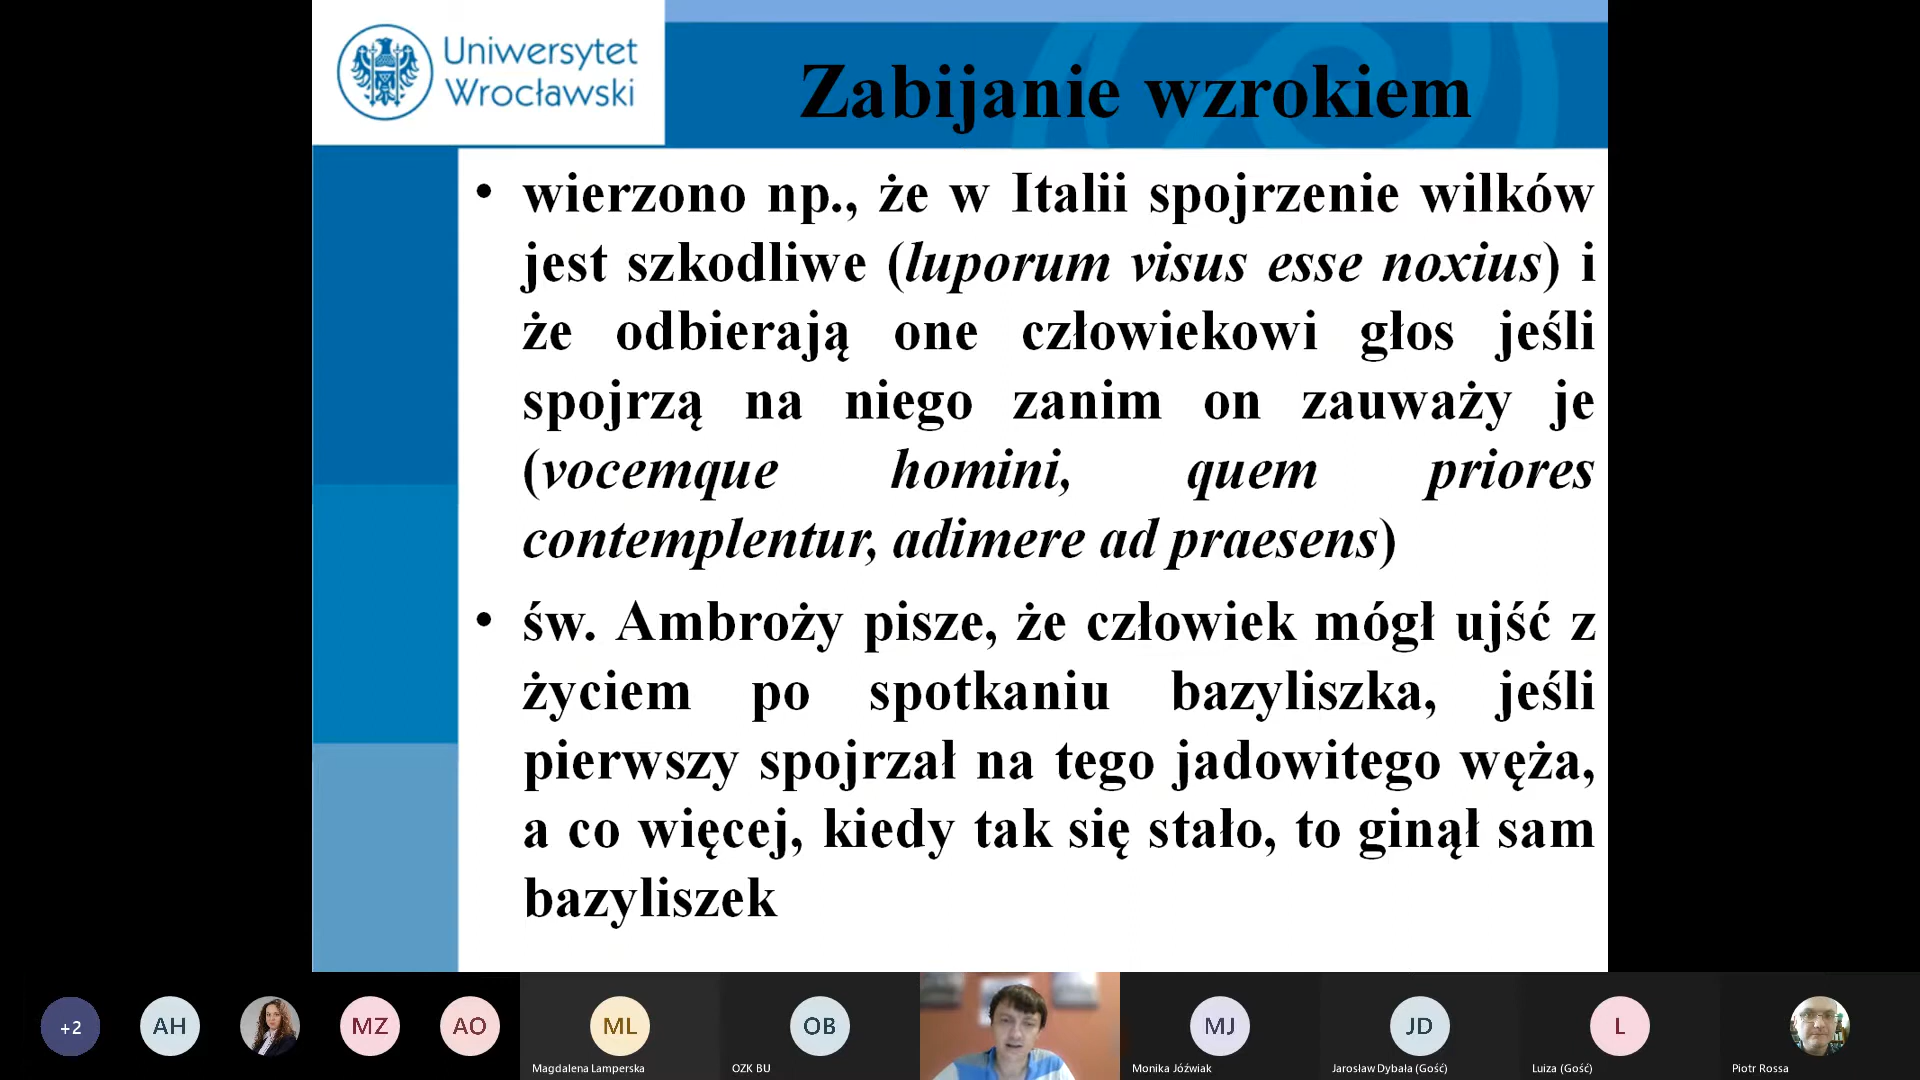 Uniwersytet
Wrocławski
Zabijanie wzrokiem
• wierzono np., że w Italii spojrzenie wilków
jest szkodliwe (luporum visus esse noxius) i
że odbierają one człowiekowi głos jeśli
spojrzą na niego zanim on zauważy je
(vocemque homini, quem priores
contemplentur, adimere ad praesens)
• św. Ambroży pisze, że człowiek mógł ujść z
życiem po spotkaniu bazyliszka, jeśli
pierwszy spojrzał na tego jadowitego węża,
a co więcej, kiedy tak się stało, to ginął sam
bazyliszek
+2
AH
MZ
AO
ML
Magdalena Lamperska
OB
OZK BU
MJ
Monika Jóźwiak
JD
Jarosław Dybała (Gość)
L
Luiza (Gość)
Piotr Rossa